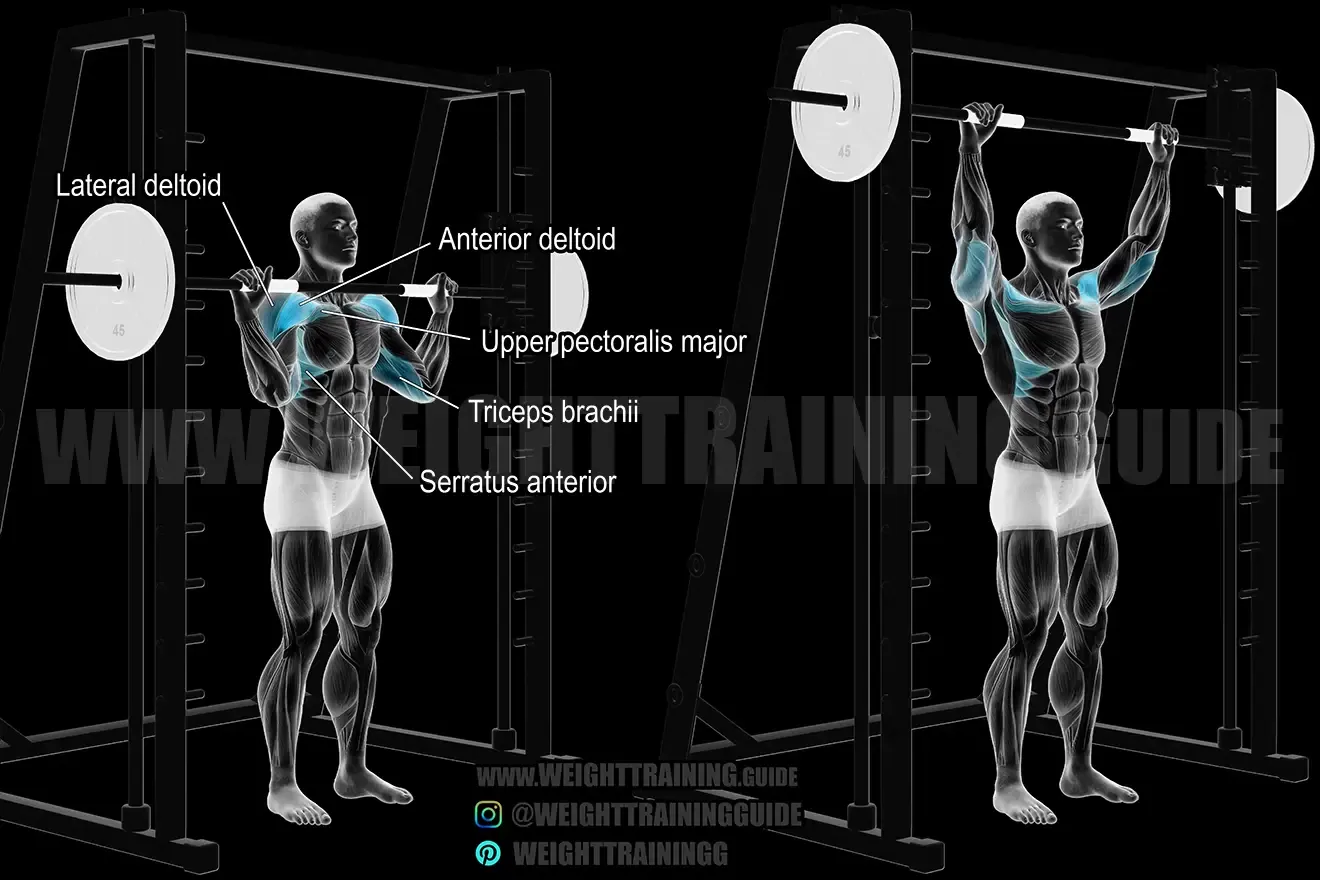 Lateral deltoid
Anterior deltoid
45
45
Upper pectoralis major
Triceps brachii
WWW.WEIGHTTRAINING.GUIDE
Serratus anterior
WWW.WEIGHTTRAINING.GUIDE
@WEIGHTTRAININGGUIDE
WEIGHTTRAININGG